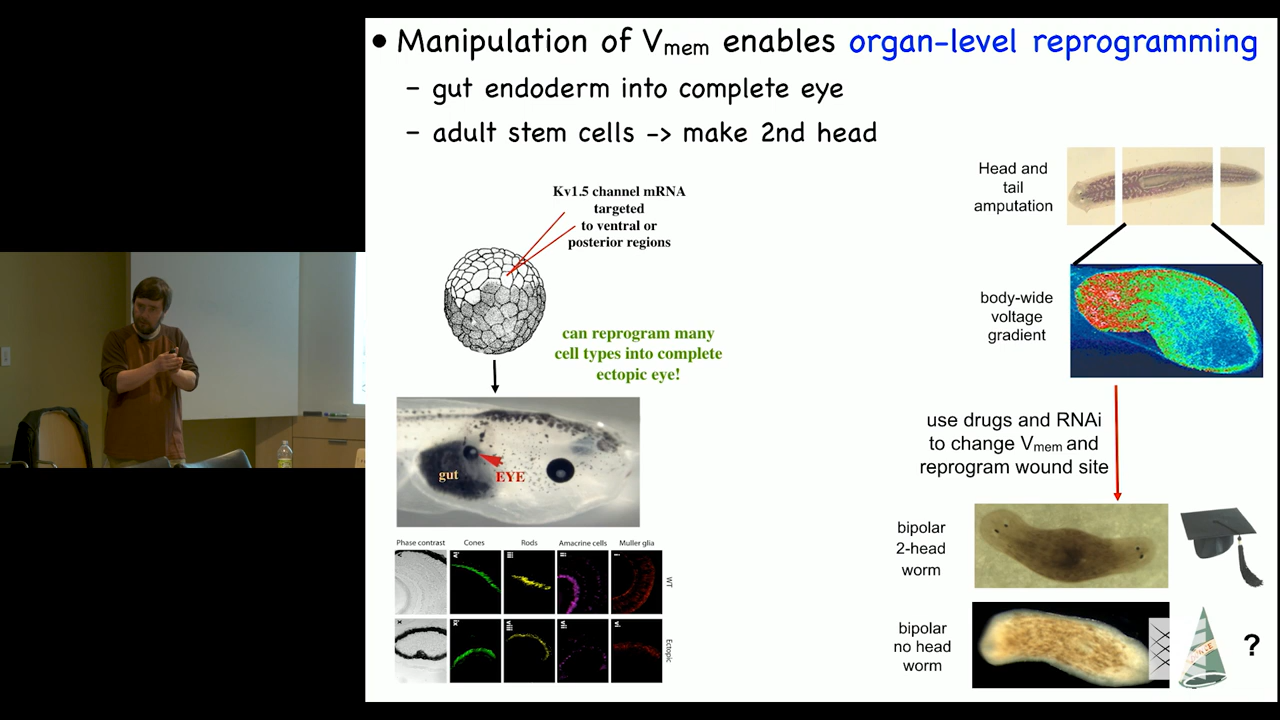 • Manipulation of Vmem enables organ-level reprogramming
– gut endoderm into complete eye
– adult stem cells -> make 2nd head
Kv1.5 channel mRNA
targeted
to ventral or
posterior regions
can reprogram many
cell types into complete
ectopic eye!
gut
EYE
Phase contrast
Cones
Rods
Amacrine cells
Muller glia
WT
Ectopic
Head and
tail
amputation
body-wide
voltage
gradient
use drugs and RNAi
to change Vmem and
reprogram wound site
bipolar
2-head
worm
bipolar
no head
worm
?